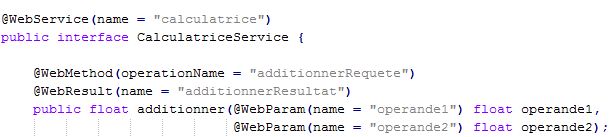 @WebService(name = "calculatrice")
public interface CalculatriceService {
@WebMethod(operationName = "additionnerRequete")
@WebResult(name = "additionnerResultat")
public float additionner(@WebParam(name = "operande1") float operande1,
@WebParam(name = "operande2") float operande2);